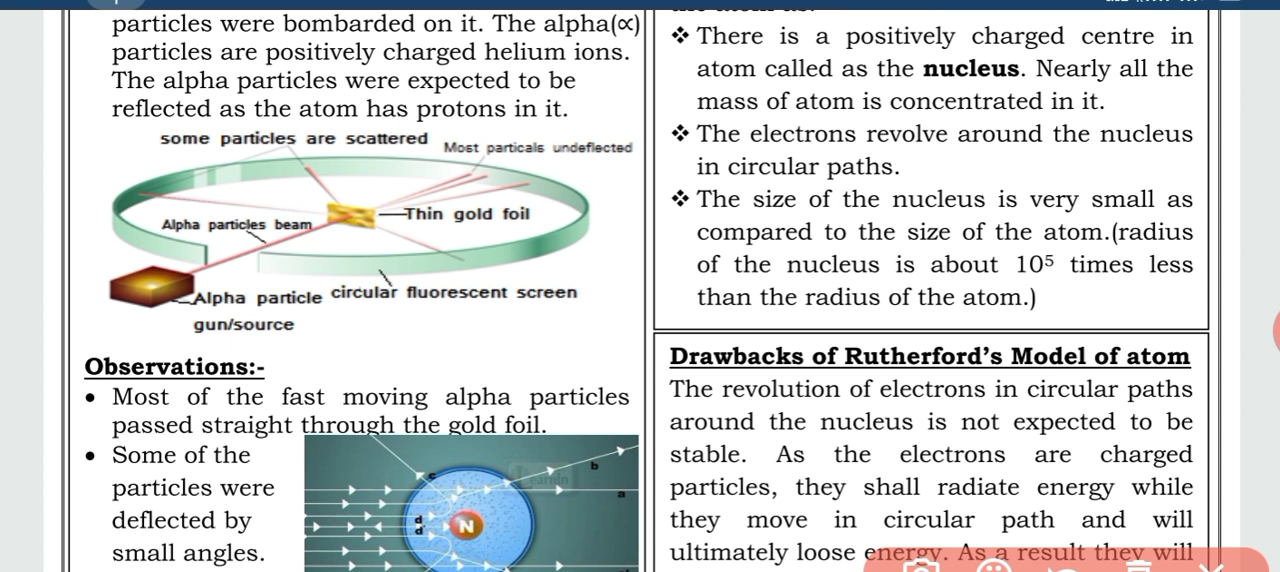 particles were bombarded on it. The alpha(∝)
particles are positively charged helium ions.
The alpha particles were expected to be
reflected as the atom has protons in it.
some particles are scattered
Most particals undeflected
Thin gold foil
Alpha particles beam
Alpha particle
gun/source
circular fluorescent screen
Observations:-
• Most of the fast moving alpha particles
passed straight through the gold foil.
• Some of the
particles were
deflected by
small angles.
c
b
a
d
d
N
❖ There is a positively charged centre in
atom called as the nucleus. Nearly all the
mass of atom is concentrated in it.
❖ The electrons revolve around the nucleus
in circular paths.
❖ The size of the nucleus is very small as
compared to the size of the atom.(radius
of the nucleus is about 10⁵ times less
than the radius of the atom.)
Drawbacks of Rutherford's Model of atom
The revolution of electrons in circular paths
around the nucleus is not expected to be
stable. As the electrons are charged
particles, they shall radiate energy while
they move in circular path and will
ultimately loose energy. As a result they will